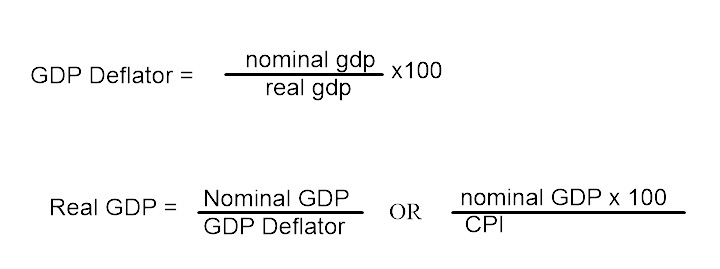 GDP Deflator = nominal gdp / real gdp x100
Real GDP = Nominal GDP / GDP Deflator OR nominal GDP x 100 / CPI